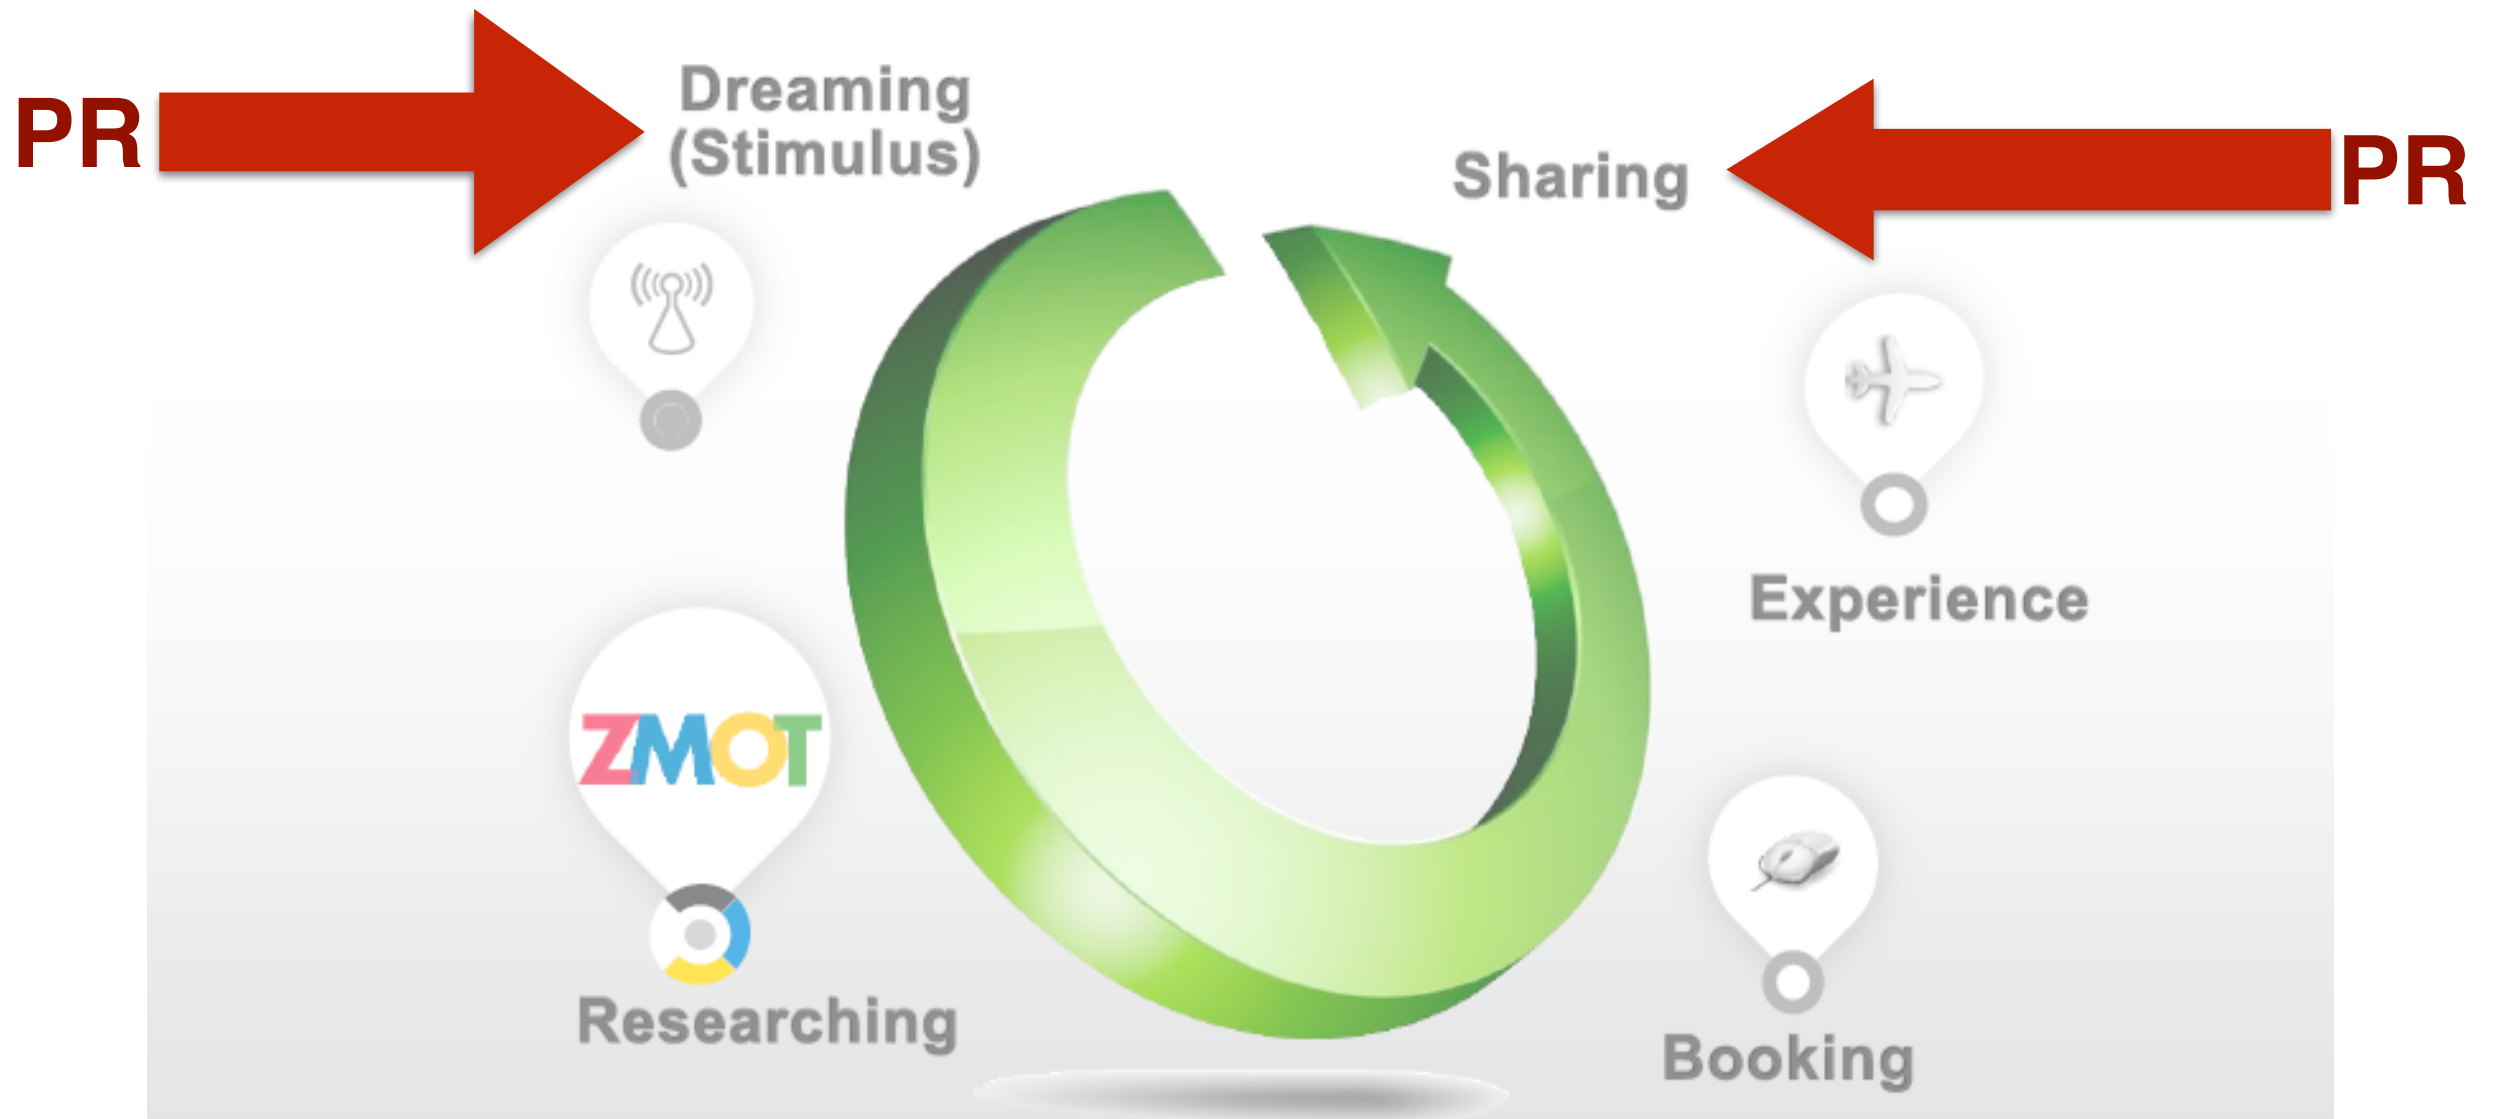 PR
Dreaming
(Stimulus)
Sharing
PR
Experience
ZMOT
Researching
Booking